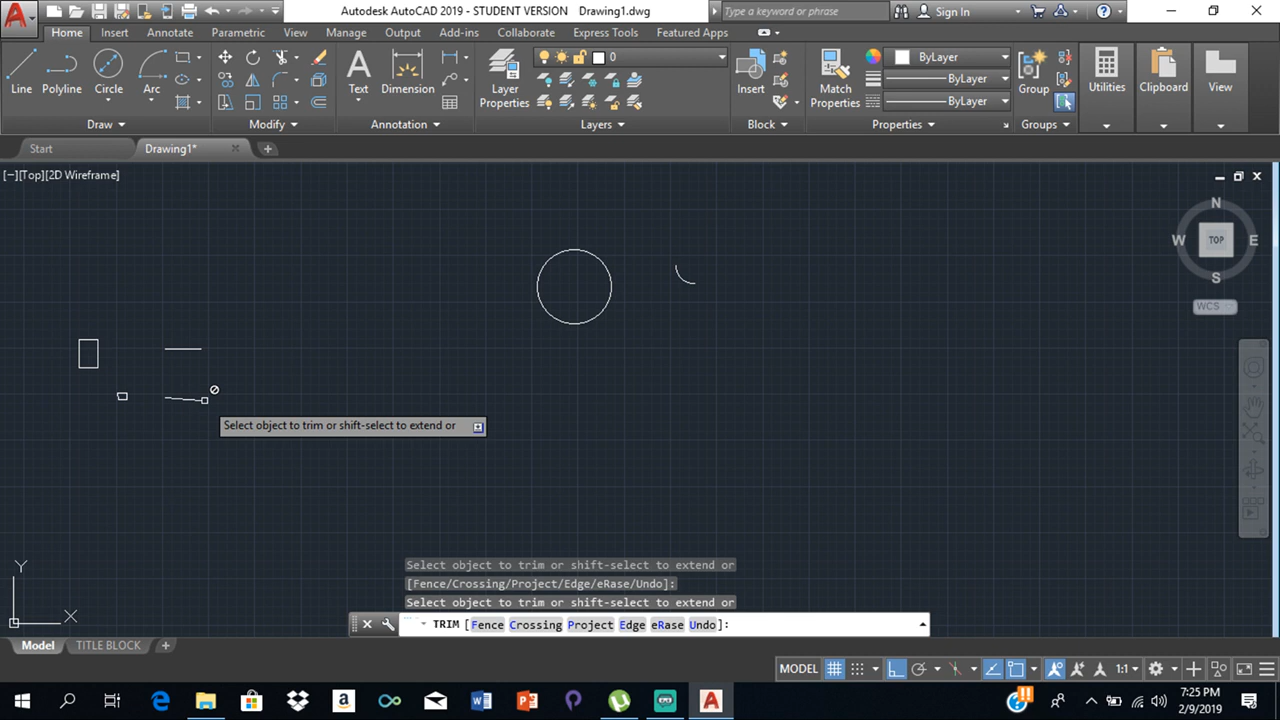 Autodesk AutoCAD 2019 - STUDENT VERSION Drawing1.dwg
Type a keyword or phrase
Sign In
Home Insert Annotate Parametric View Manage Output Add-ins Collaborate Express Tools Featured Apps
Line Polyline Circle Arc
Text Dimension
Layer Properties
0
Insert
Match Properties
ByLayer
ByLayer
ByLayer
Group
Utilities
Clipboard
View
Draw Modify Annotation Layers Block Properties Groups
Start Drawing1*
[−][Top][2D Wireframe]
N
W TOP E
S
WCS
Select object to trim or shift-select to extend or
Y
X
Select object to trim or shift-select to extend or
[Fence/Crossing/Project/Edge/eRase/Undo]:
Select object to trim or shift-select to extend or
TRIM [Fence Crossing Project Edge eRase Undo]:
Model TITLE BLOCK
MODEL 1:1
7:25 PM
2/9/2019